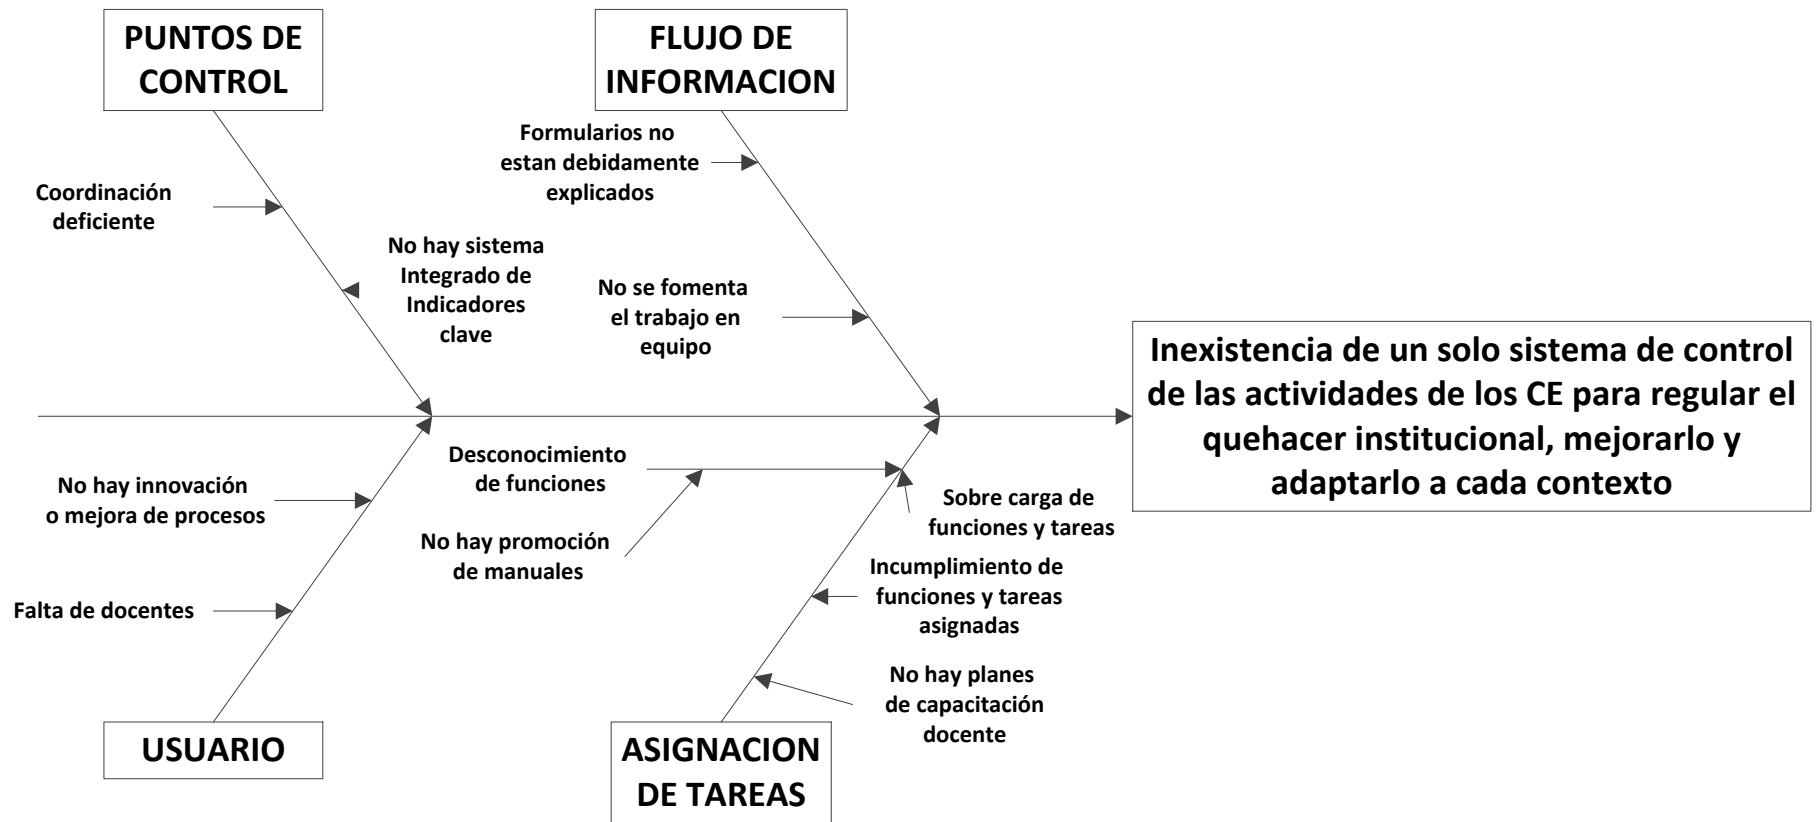 PUNTOS DE
CONTROL
FLUJO DE
INFORMACION
Formularios no
estan debidamente
explicados
Coordinación
deficiente
No hay sistema
Integrado de
Indicadores
clave
No se fomenta
el trabajo en
equipo
Inexistencia de un solo sistema de control
de las actividades de los CE para regular el
quehacer institucional, mejorarlo y
adaptarlo a cada contexto
Desconocimiento
de funciones
No hay innovación
o mejora de procesos
Sobre carga de
funciones y tareas
No hay promoción
de manuales
Incumplimiento de
funciones y tareas
asignadas
Falta de docentes
No hay planes
de capacitación
docente
USUARIO
ASIGNACION
DE TAREAS